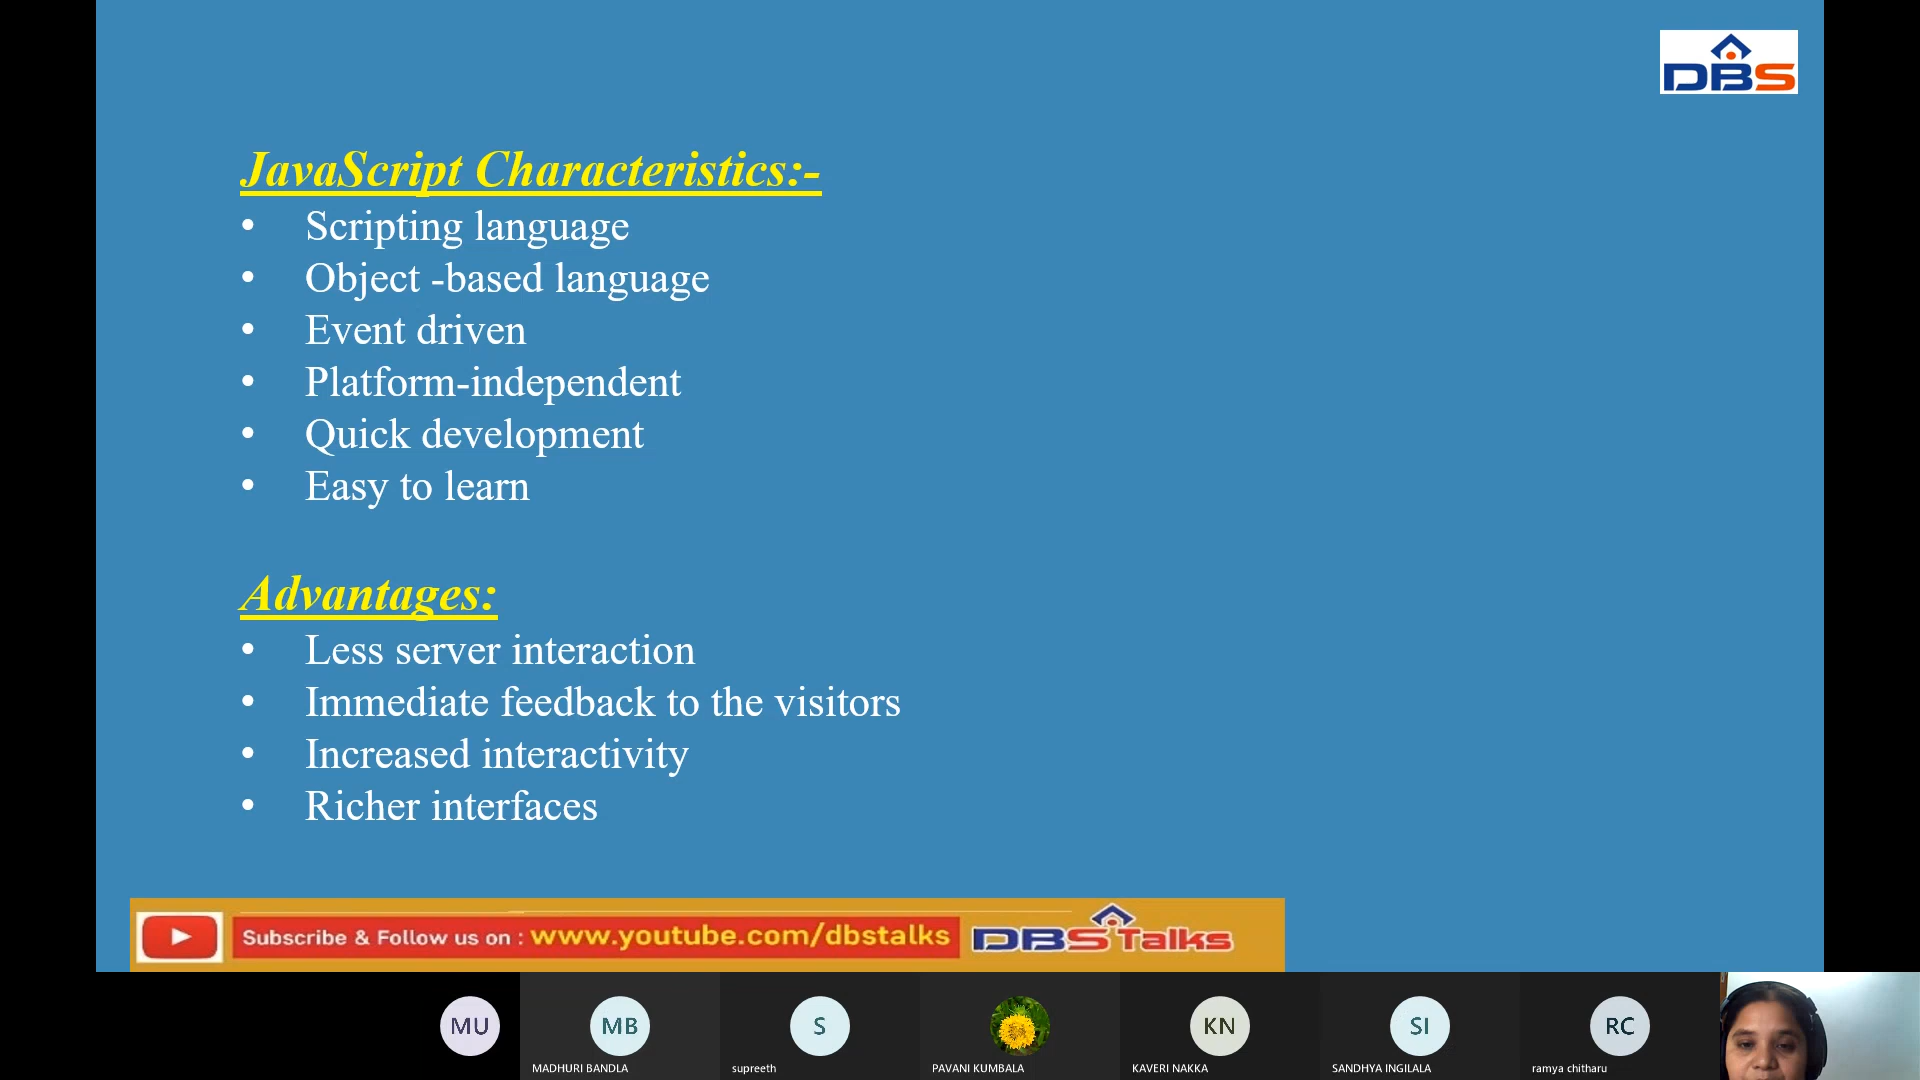 DBS
JavaScript Characteristics:-
• Scripting language
• Object -based language
• Event driven
• Platform-independent
• Quick development
• Easy to learn
Advantages:
• Less server interaction
• Immediate feedback to the visitors
• Increased interactivity
• Richer interfaces
Subscribe & Follow us on : www.youtube.com/dbstalks DBS Talks
MU MB S KN SI RC
MADHURI BANDLA supreeth PAVANI KUMBALA KAVERI NAKKA SANDHYA INGILALA ramya chitharu